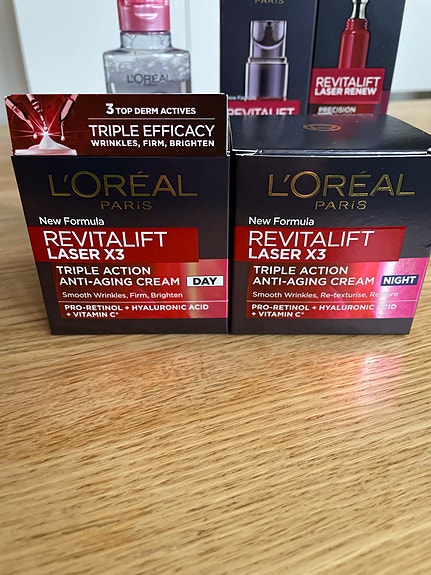 L'ORÉAL
PARIS
REVITALIFT
REVITALIFT
LASER RENEW
PRECISION
3 TOP DERM ACTIVES
TRIPLE EFFICACY
WRINKLES, FIRM, BRIGHTEN
L'ORÉAL
PARIS
New Formula
REVITALIFT
LASER X3
TRIPLE ACTION
ANTI-AGING CREAM DAY
Smooth Wrinkles, Firm, Brighten
PRO-RETINOL + HYALURONIC ACID
+ VITAMIN C*
L'ORÉAL
PARIS
New Formula
REVITALIFT
LASER X3
TRIPLE ACTION
ANTI-AGING CREAM NIGHT
Smooth Wrinkles, Re-texturise, Restore
PRO-RETINOL + HYALURONIC ACID
+ VITAMIN C*